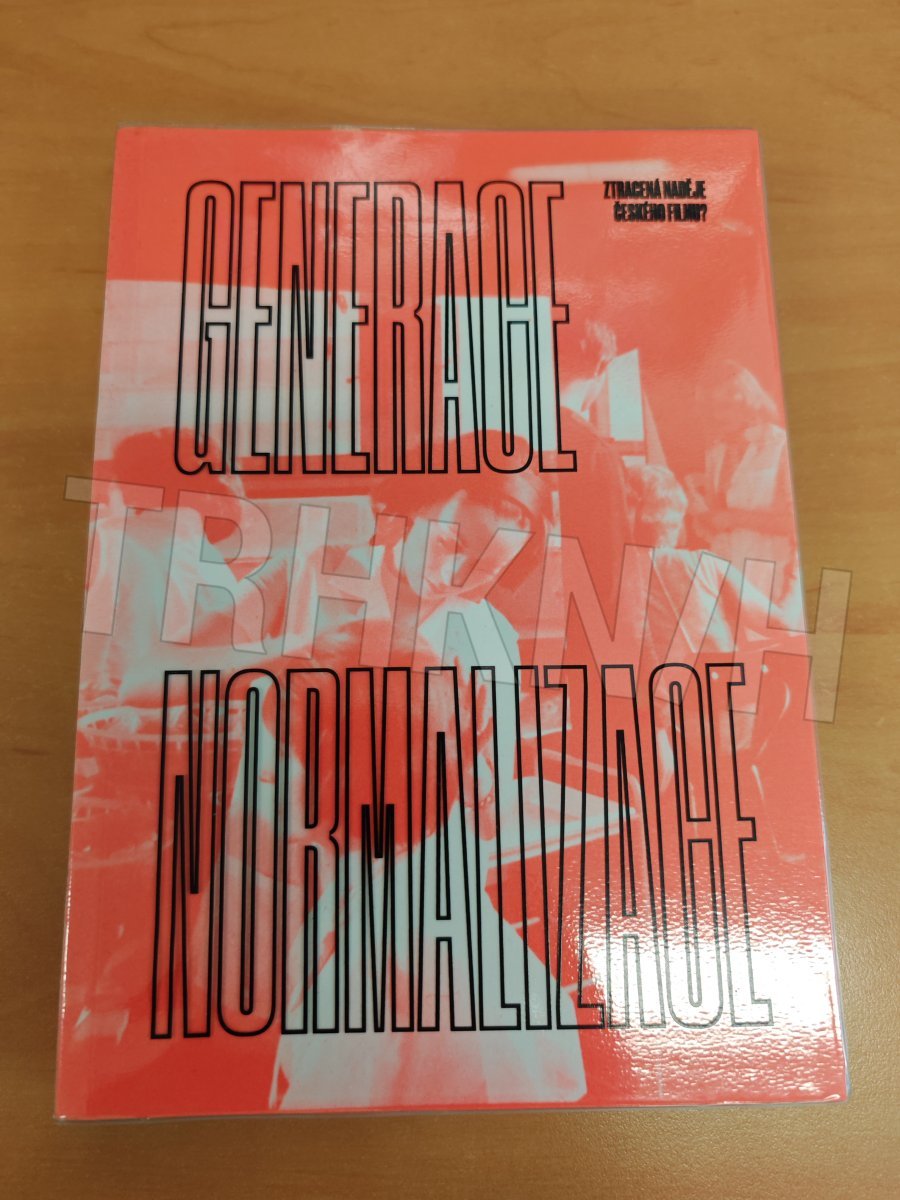 GENERACE
ZTRACENÁ NADĚJE
ČESKÉHO FILMU?
TRHKNIH
NORMALIZACE